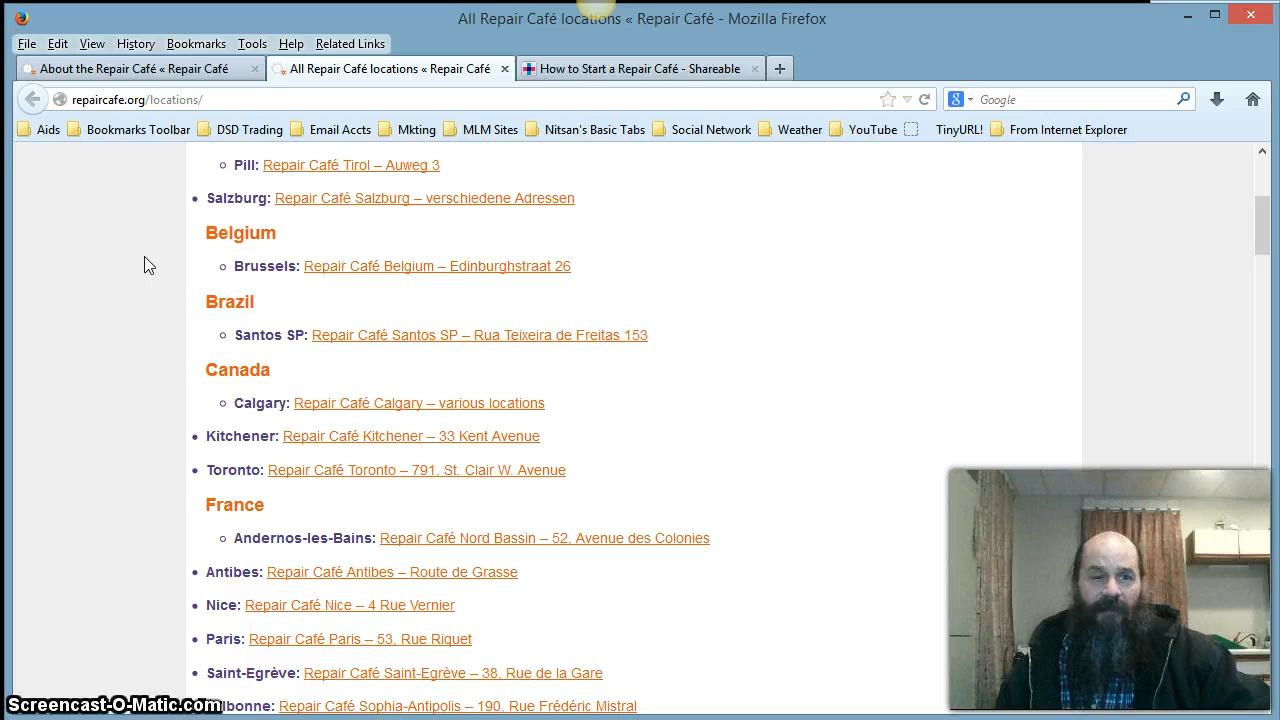 All Repair Café locations « Repair Café - Mozilla Firefox
File Edit View History Bookmarks Tools Help Related Links
About the Repair Café « Repair Café
All Repair Café locations « Repair Café
How to Start a Repair Café - Shareable
repaircafe.org/locations/
Google
Aids Bookmarks Toolbar DSD Trading Email Accts Mkting MLM Sites Nitsan's Basic Tabs Social Network Weather YouTube TinyURL! From Internet Explorer
Pill: Repair Café Tirol – Auweg 3
Salzburg: Repair Café Salzburg – verschiedene Adressen
Belgium
Brussels: Repair Café Belgium – Edinburghstraat 26
Brazil
Santos SP: Repair Café Santos SP – Rua Teixeira de Freitas 153
Canada
Calgary: Repair Café Calgary – various locations
Kitchener: Repair Café Kitchener – 33 Kent Avenue
Toronto: Repair Café Toronto – 791, St. Clair W. Avenue
France
Andernos-les-Bains: Repair Café Nord Bassin – 52, Avenue des Colonies
Antibes: Repair Café Antibes – Route de Grasse
Nice: Repair Café Nice – 4 Rue Vernier
Paris: Repair Café Paris – 53, Rue Riquet
Saint-Egrève: Repair Café Saint-Egrève – 38, Rue de la Gare
lbonne: Repair Café Sophia-Antipolis – 190, Rue Frédéric Mistral
Screencast-O-Matic.com